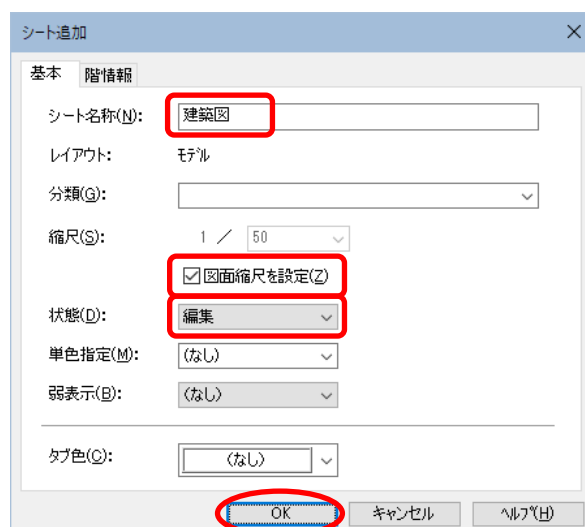 シート追加
基本 階情報
シート名称(N): 建築図
レイアウト: モデル
分類(G):
縮尺(S): 1 ／ 50
図面縮尺を設定(Z)
状態(D): 編集
単色指定(M): (なし)
弱表示(B): (なし)
タブ色(C): (なし)
OK キャンセル ヘルプ(H)